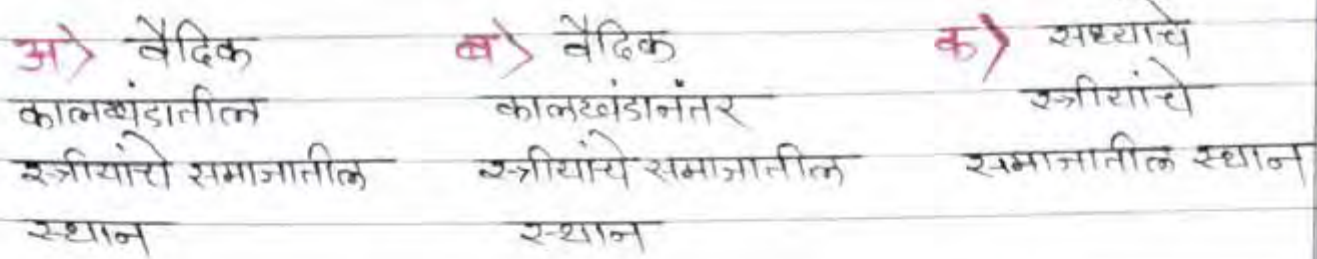 अ) वैदिक
कालखंडातील
स्त्रीयांचे समाजातील
स्थान
ब) वैदिक
कालखंडानंतर
स्त्रीयांचे समाजातील
स्थान
क) सध्याचे
स्त्रीयांचे
समाजातील स्थान